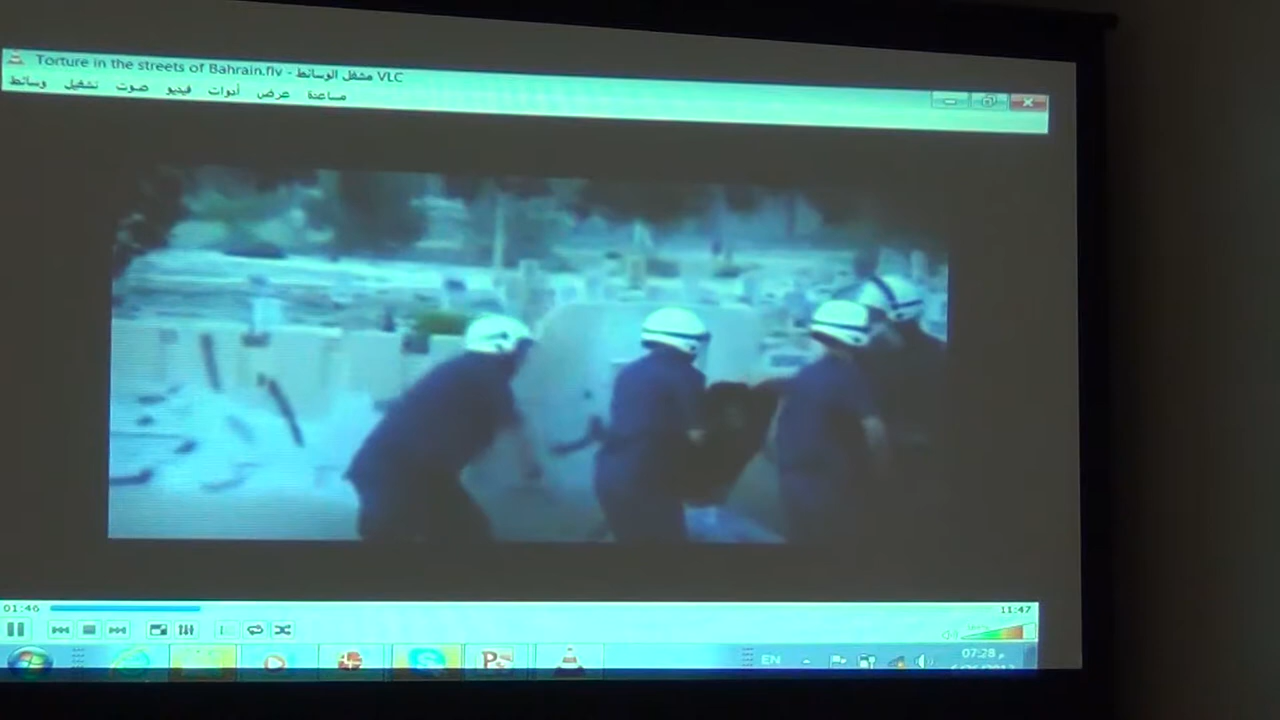 Torture in the streets of Bahrain.flv - مشغل الوسائط VLC
وسائط تشغيل صوت فيديو أدوات عرض مساعدة
01:46
11:47
EN
07:28 م